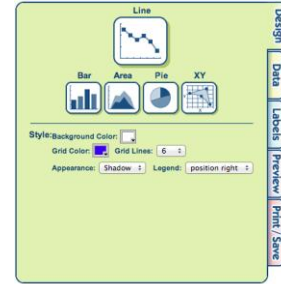 Line
Bar Area Pie XY
Style: Background Color:
Grid Color: Grid Lines: 6
Appearance: Shadow Legend: position right
Design
Data
Labels
Preview
Print / Save